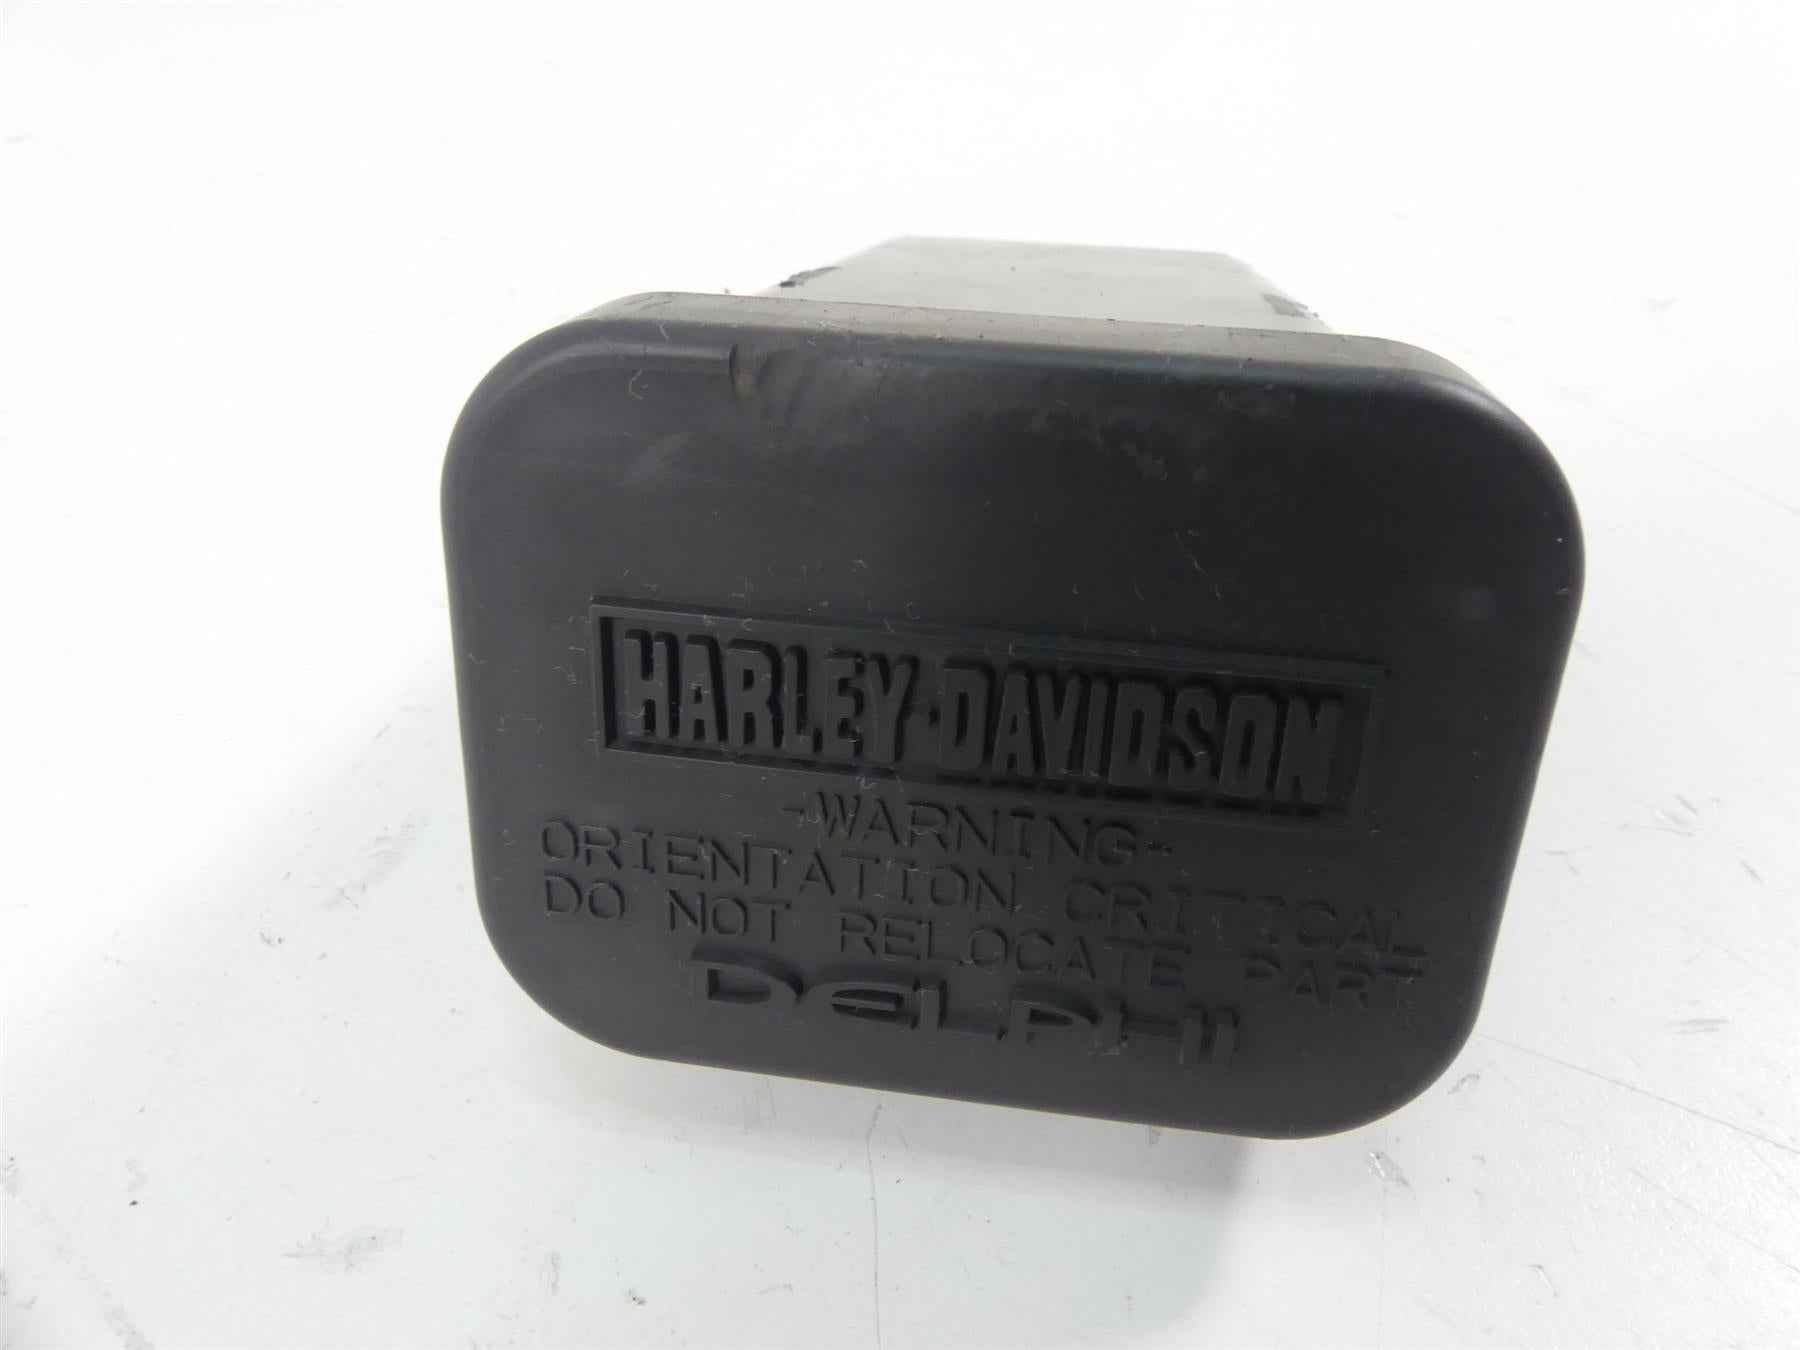 HARLEY-DAVIDSON
-WARNING-
ORIENTATION CRITICAL
DO NOT RELOCATE PART
DELPHI